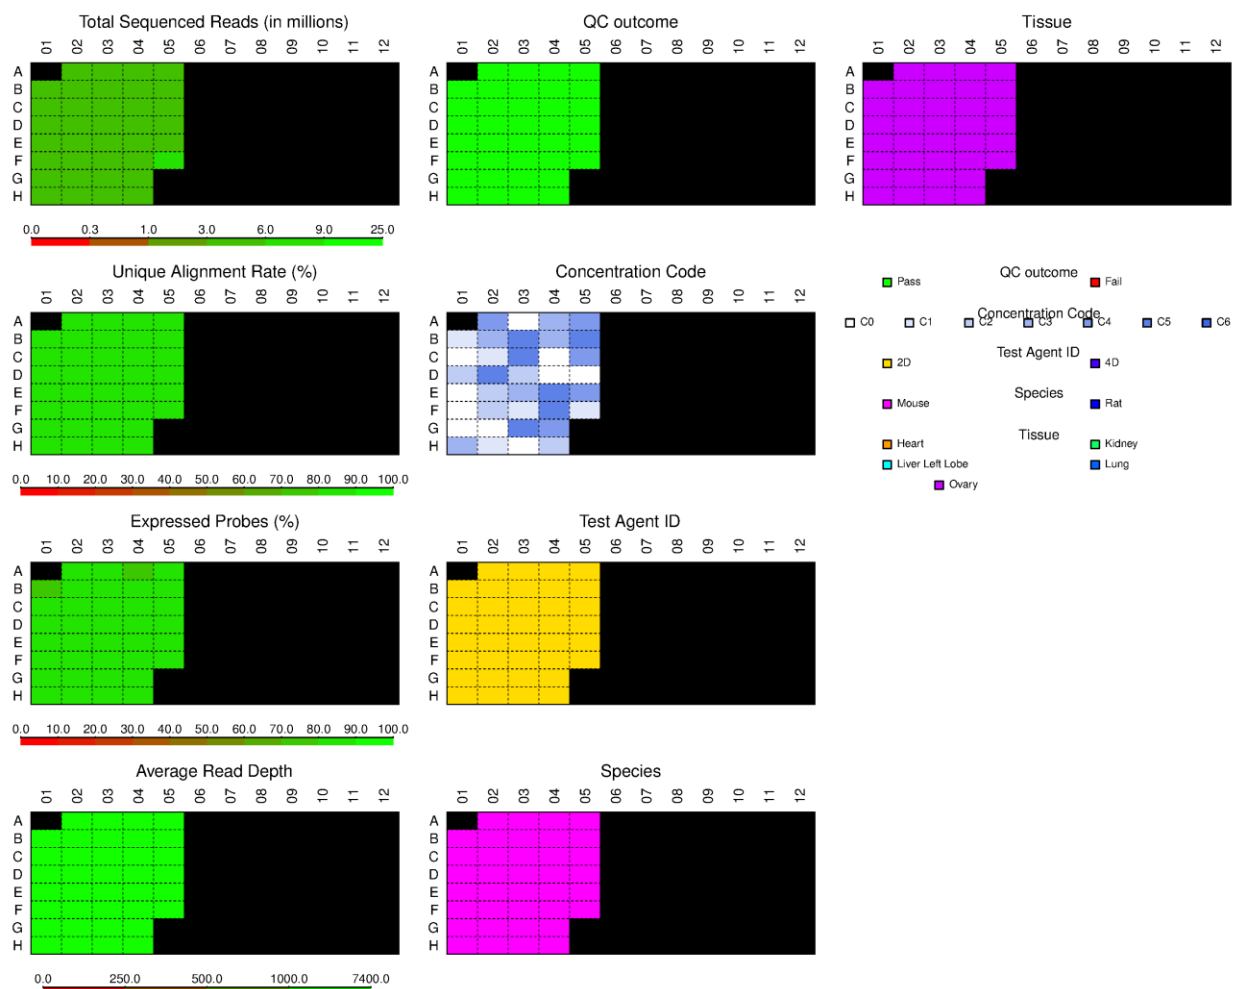 Total Sequenced Reads (in millions)
QC outcome
Tissue
01 02 03 04 05 06 07 08 09 10 11 12
01 02 03 04 05 06 07 08 09 10 11 12
01 02 03 04 05 06 07 08 09 10 11 12
A
B
C
D
E
F
G
H
A
B
C
D
E
F
G
H
A
B
C
D
E
F
G
H
0.0 0.3 1.0 3.0 6.0 9.0 25.0
Unique Alignment Rate (%)
Concentration Code
01 02 03 04 05 06 07 08 09 10 11 12
01 02 03 04 05 06 07 08 09 10 11 12
A
B
C
D
E
F
G
H
A
B
C
D
E
F
G
H
0.0 10.0 20.0 30.0 40.0 50.0 60.0 70.0 80.0 90.0 100.0
QC outcome
Pass Fail
Concentration Code
C0 C1 C2 C3 C4 C5 C6
Test Agent ID
2D 4D
Species
Mouse Rat
Tissue
Heart Kidney
Liver Left Lobe Lung
Ovary
Expressed Probes (%)
Test Agent ID
01 02 03 04 05 06 07 08 09 10 11 12
01 02 03 04 05 06 07 08 09 10 11 12
A
B
C
D
E
F
G
H
A
B
C
D
E
F
G
H
0.0 10.0 20.0 30.0 40.0 50.0 60.0 70.0 80.0 90.0 100.0
Average Read Depth
Species
01 02 03 04 05 06 07 08 09 10 11 12
01 02 03 04 05 06 07 08 09 10 11 12
A
B
C
D
E
F
G
H
A
B
C
D
E
F
G
H
0.0 250.0 500.0 1000.0 7400.0